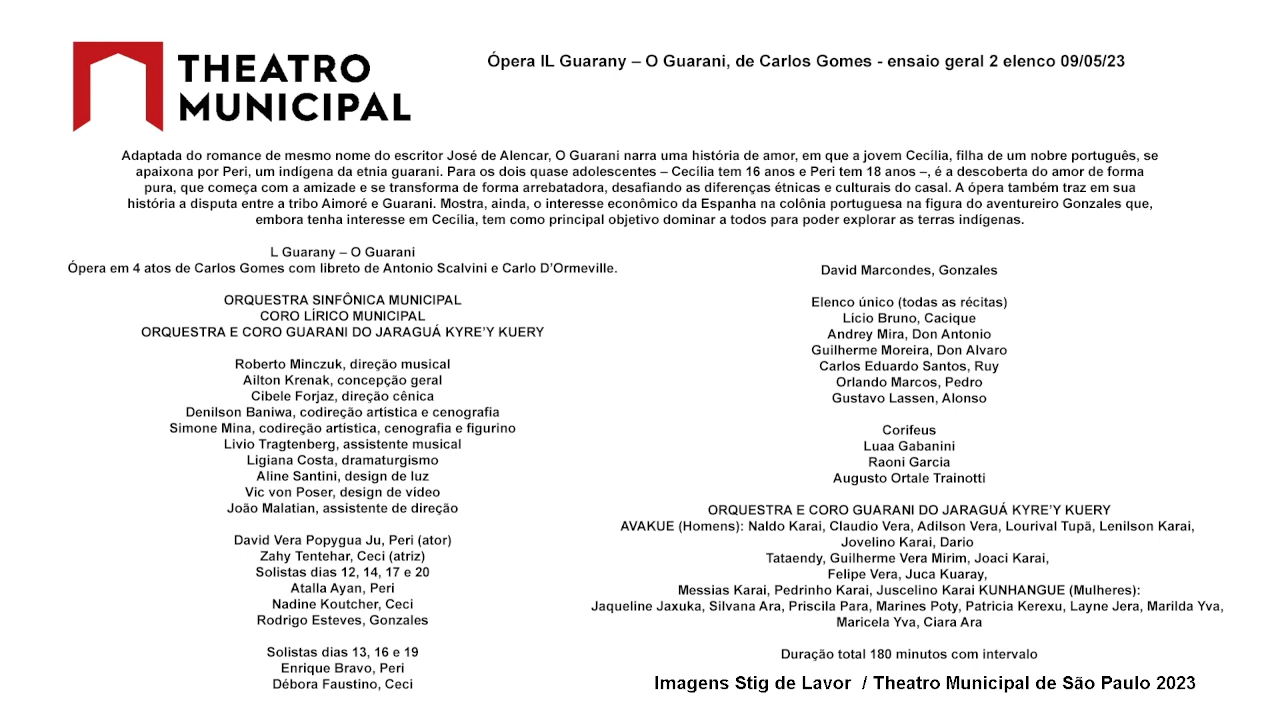 THEATRO
MUNICIPAL
Ópera IL Guarany – O Guarani, de Carlos Gomes - ensaio geral 2 elenco 09/05/23
Adaptada do romance de mesmo nome do escritor José de Alencar, O Guarani narra uma história de amor, em que a jovem Cecília, filha de um nobre português, se
apaixona por Peri, um indígena da etnia guarani. Para os dois quase adolescentes – Cecília tem 16 anos e Peri tem 18 anos –, é a descoberta do amor de forma
pura, que começa com a amizade e se transforma de forma arrebatadora, desafiando as diferenças étnicas e culturais do casal. A ópera também traz em sua
história a disputa entre a tribo Aimoré e Guarani. Mostra, ainda, o interesse econômico da Espanha na colônia portuguesa na figura do aventureiro Gonzales que,
embora tenha interesse em Cecília, tem como principal objetivo dominar a todos para poder explorar as terras indígenas.
L Guarany – O Guarani
Ópera em 4 atos de Carlos Gomes com libreto de Antonio Scalvini e Carlo D'Ormeville.
ORQUESTRA SINFÔNICA MUNICIPAL
CORO LÍRICO MUNICIPAL
ORQUESTRA E CORO GUARANI DO JARAGUÁ KYRE'Y KUERY
Roberto Minczuk, direção musical
Ailton Krenak, concepção geral
Cibele Forjaz, direção cênica
Denilson Baniwa, codireção artística e cenografia
Simone Mina, codireção artística, cenografia e figurino
Livio Tragtenberg, assistente musical
Ligiana Costa, dramaturgismo
Aline Santini, design de luz
Vic von Poser, design de vídeo
João Malatian, assistente de direção
David Vera Popygua Ju, Peri (ator)
Zahy Tentehar, Ceci (atriz)
Solistas dias 12, 14, 17 e 20
Atalla Ayan, Peri
Nadine Koutcher, Ceci
Rodrigo Esteves, Gonzales
Solistas dias 13, 16 e 19
Enrique Bravo, Peri
Débora Faustino, Ceci
David Marcondes, Gonzales
Elenco único (todas as récitas)
Lício Bruno, Cacique
Andrey Mira, Don Antonio
Guilherme Moreira, Don Alvaro
Carlos Eduardo Santos, Ruy
Orlando Marcos, Pedro
Gustavo Lassen, Alonso
Corifeus
Luaa Gabanini
Raoni Garcia
Augusto Ortale Trainotti
ORQUESTRA E CORO GUARANI DO JARAGUÁ KYRE'Y KUERY
AVAKUE (Homens): Naldo Karai, Claudio Vera, Adilson Vera, Lourival Tupã, Lenilson Karai,
Jovelino Karai, Dario
Tataendy, Guilherme Vera Mirim, Joaci Karai,
Felipe Vera, Juca Kuaray,
Messias Karai, Pedrinho Karai, Juscelino Karai KUNHANGUE (Mulheres):
Jaqueline Jaxuka, Silvana Ara, Priscila Para, Marines Poty, Patricia Kerexu, Layne Jera, Marilda Yva,
Maricela Yva, Ciara Ara
Duração total 180 minutos com intervalo
Imagens Stig de Lavor / Theatro Municipal de São Paulo 2023